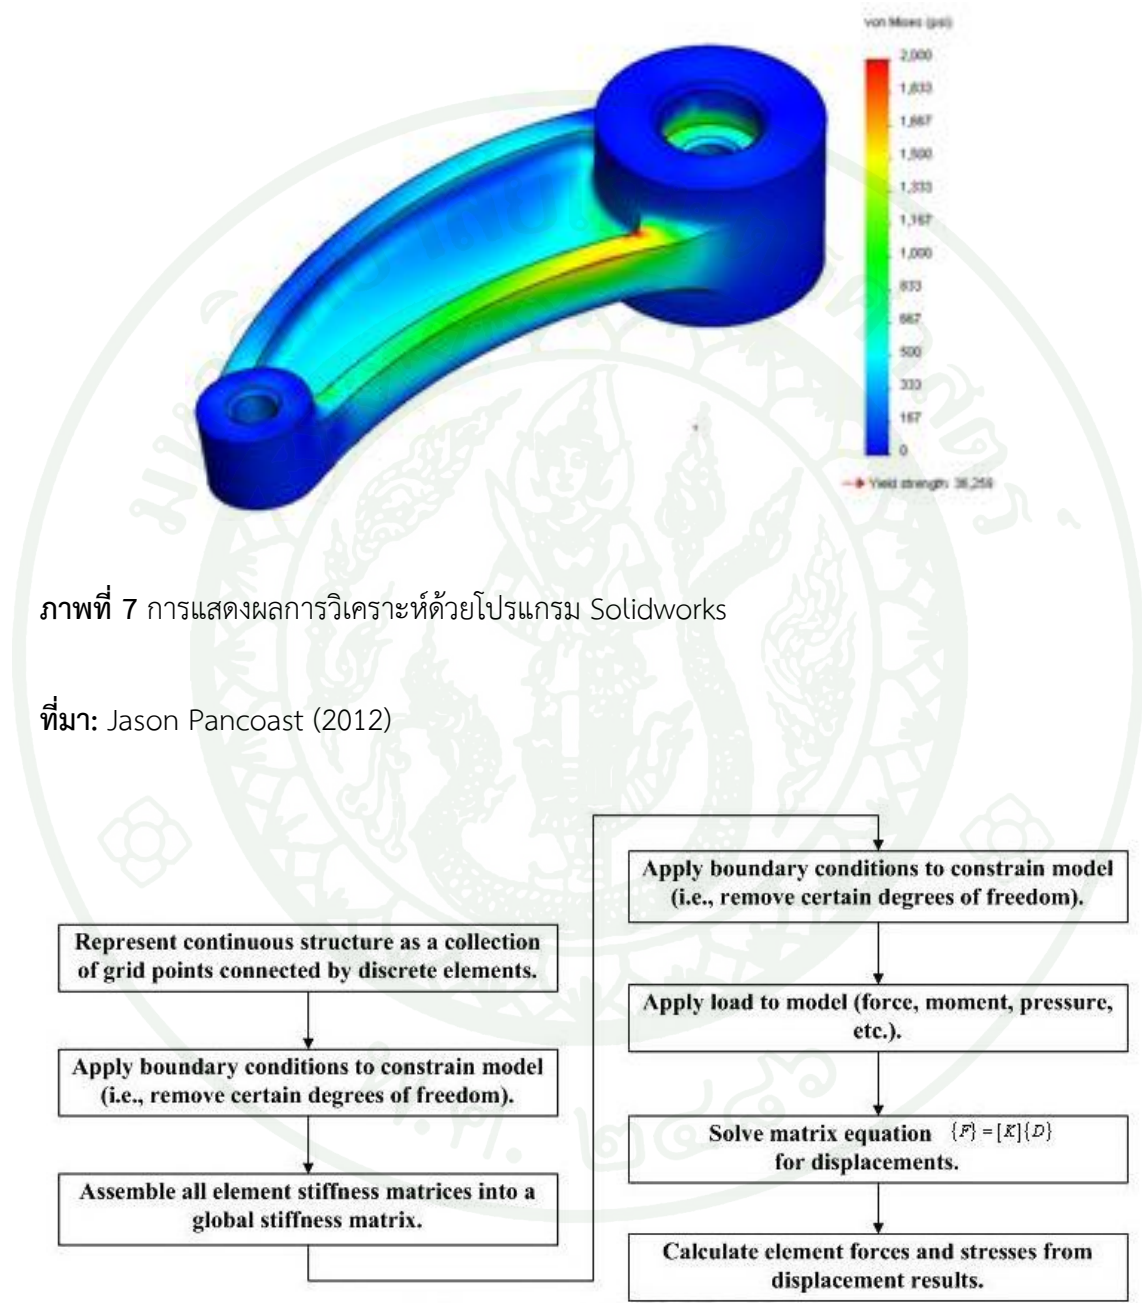 von Mises (psi)
2,000
1,833
1,667
1,500
1,333
1,167
1,000
833
667
500
333
167
0
Yield strength: 36,259
ภาพที่ 7 การแสดงผลการวิเคราะห์ด้วยโปรแกรม Solidworks
ที่มา: Jason Pancoast (2012)
Represent continuous structure as a collection
of grid points connected by discrete elements.
Apply boundary conditions to constrain model
(i.e., remove certain degrees of freedom).
Assemble all element stiffness matrices into a
global stiffness matrix.
Apply boundary conditions to constrain model
(i.e., remove certain degrees of freedom).
Apply load to model (force, moment, pressure,
etc.).
Solve matrix equation {F} = [K]{D}
for displacements.
Calculate element forces and stresses from
displacement results.